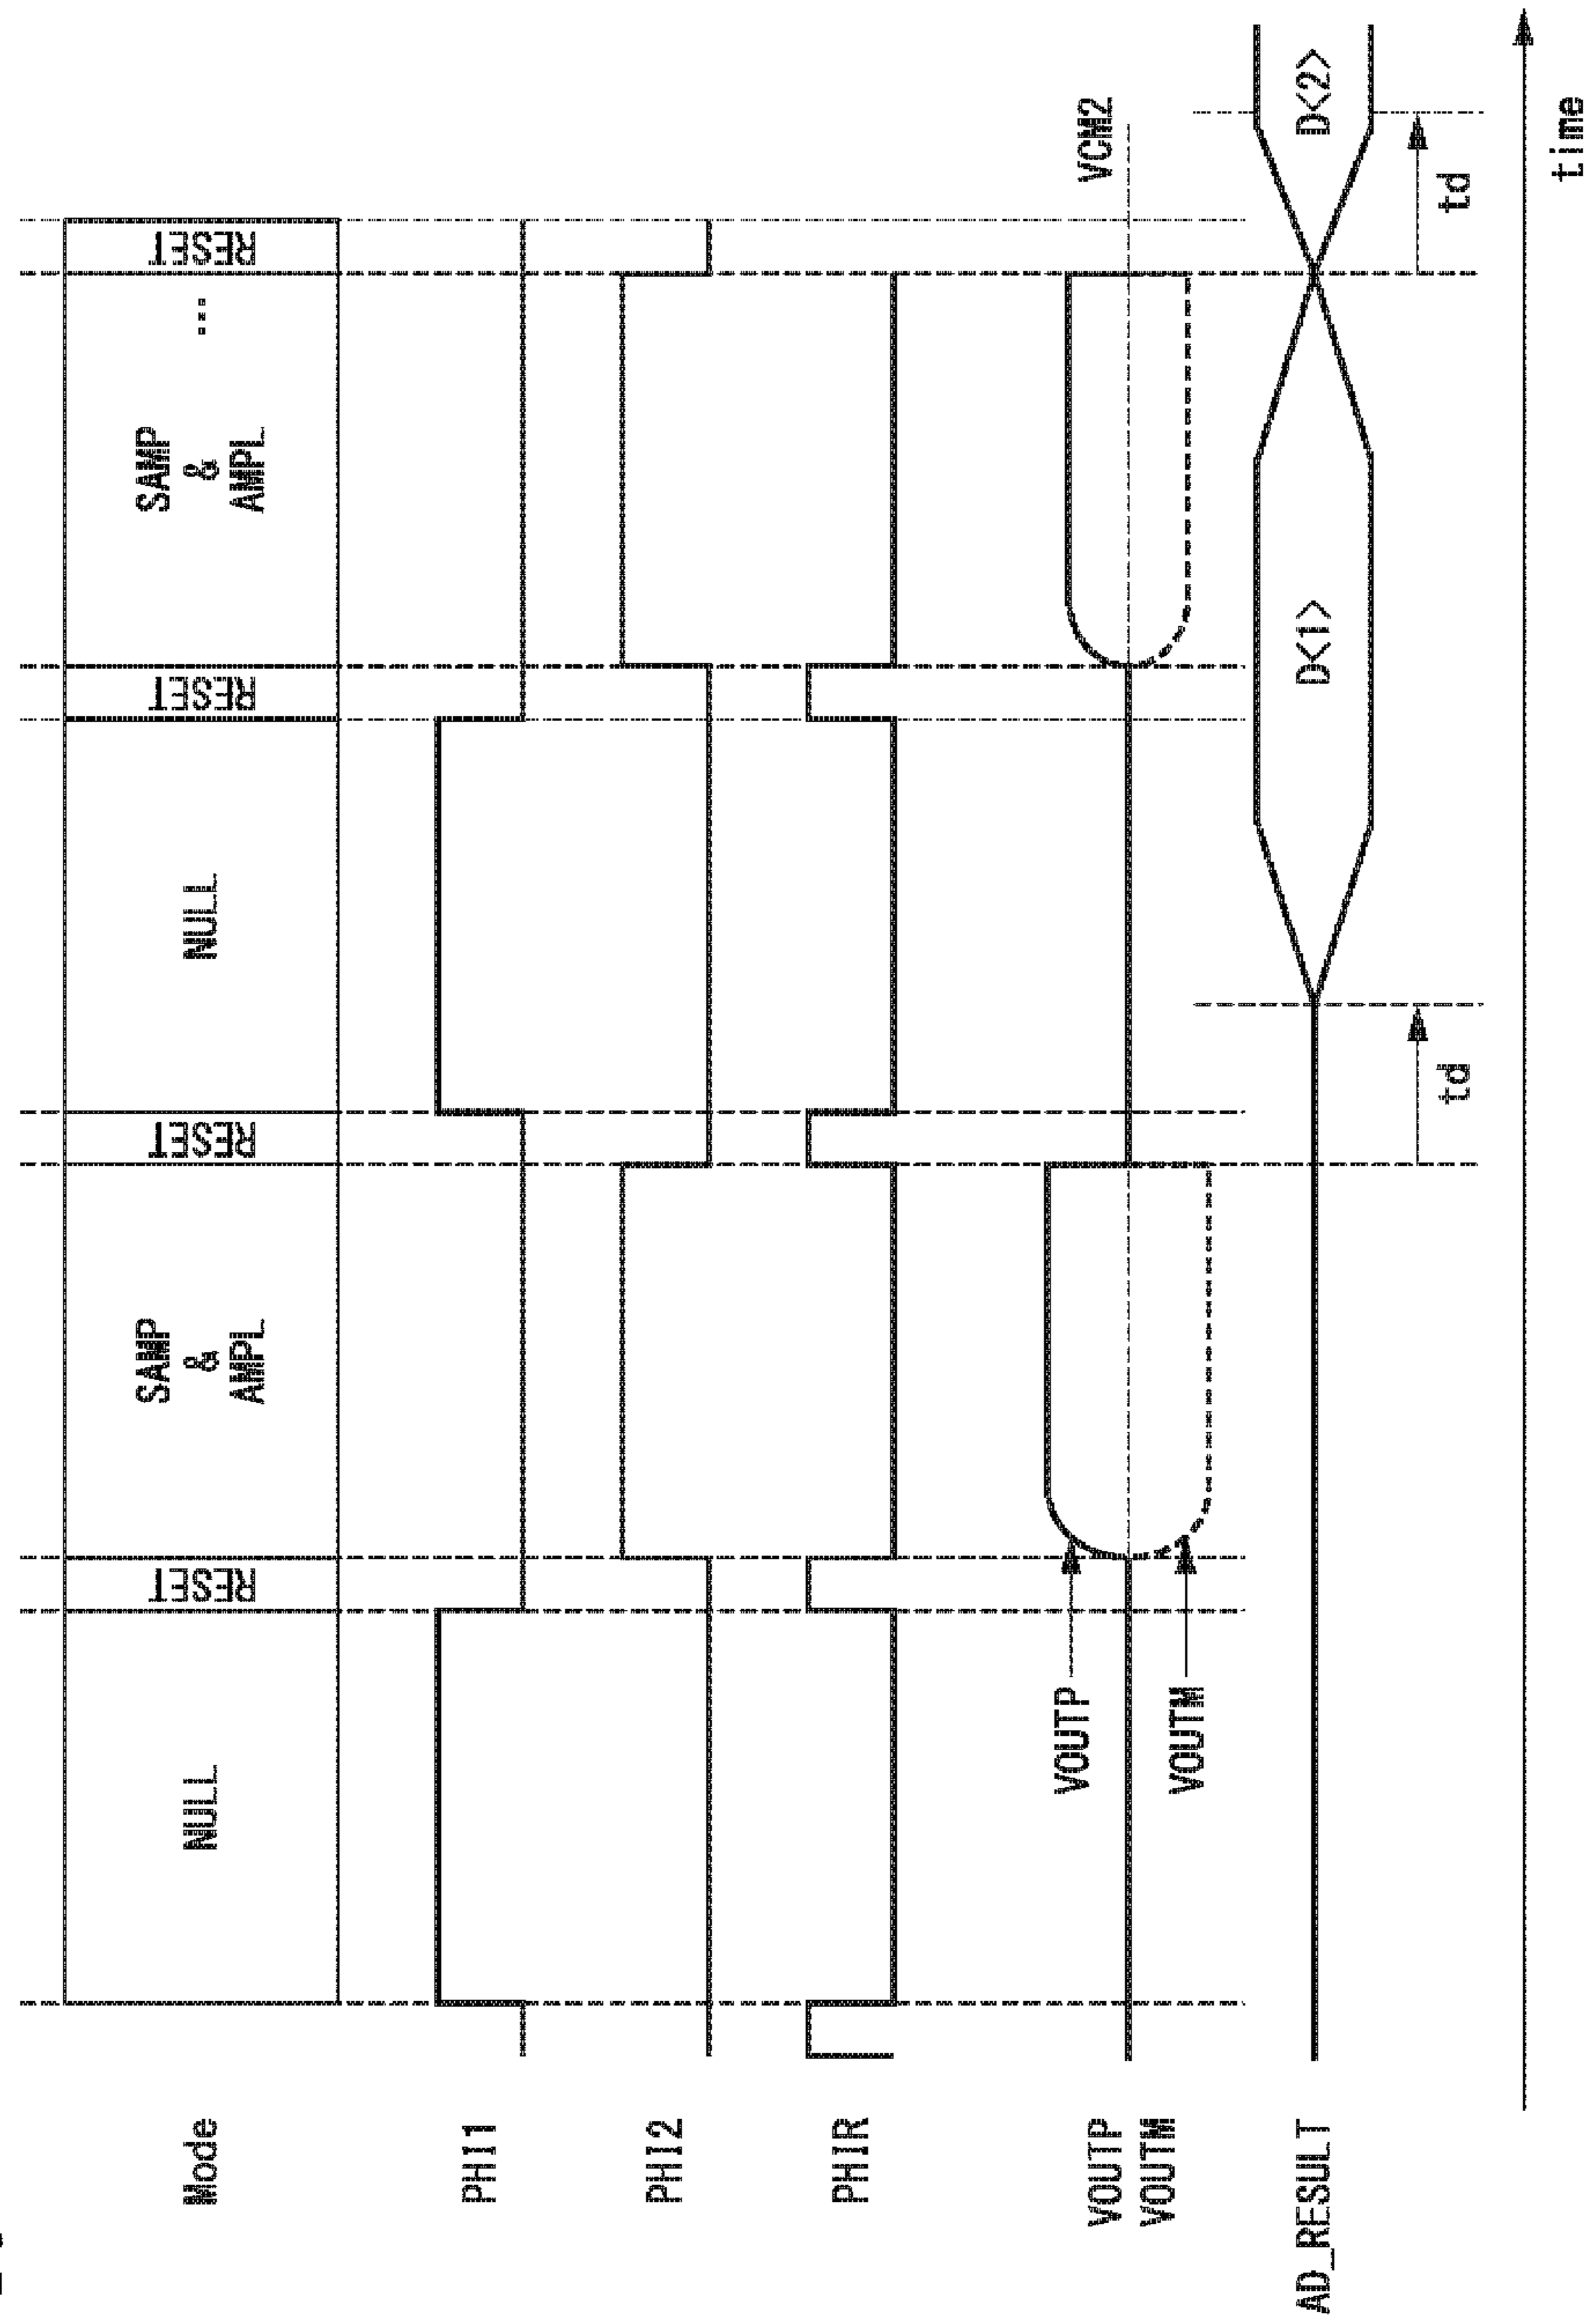 Mode
NULL
RESET
SAMP
&
AMPL
RESET
NULL
RESET
SAMP
&
AMPL
...
RESET
PHI1
PHI2
PHIR
VOUTP
VOUTM
VOUTP
VOUTM
VCM2
AD_RESULT
D<1>
D<2>
td
td
time